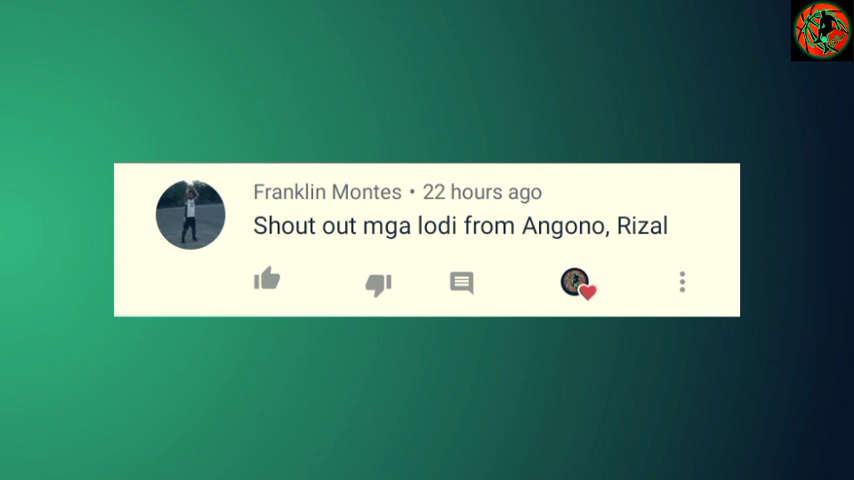 Franklin Montes • 22 hours ago
Shout out mga lodi from Angono, Rizal